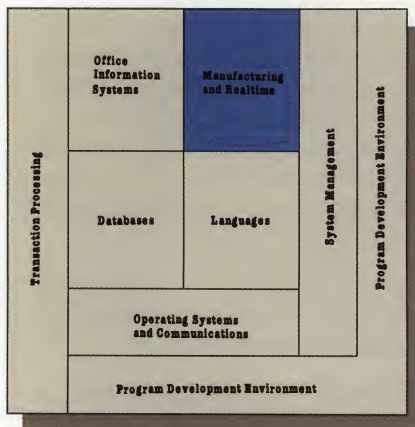 Office
Information
Systems
Manufacturing
and Realtime
Transaction Processing
Databases
Languages
System Management
Program Development Environment
Operating Systems
and Communications
Program Development Environment